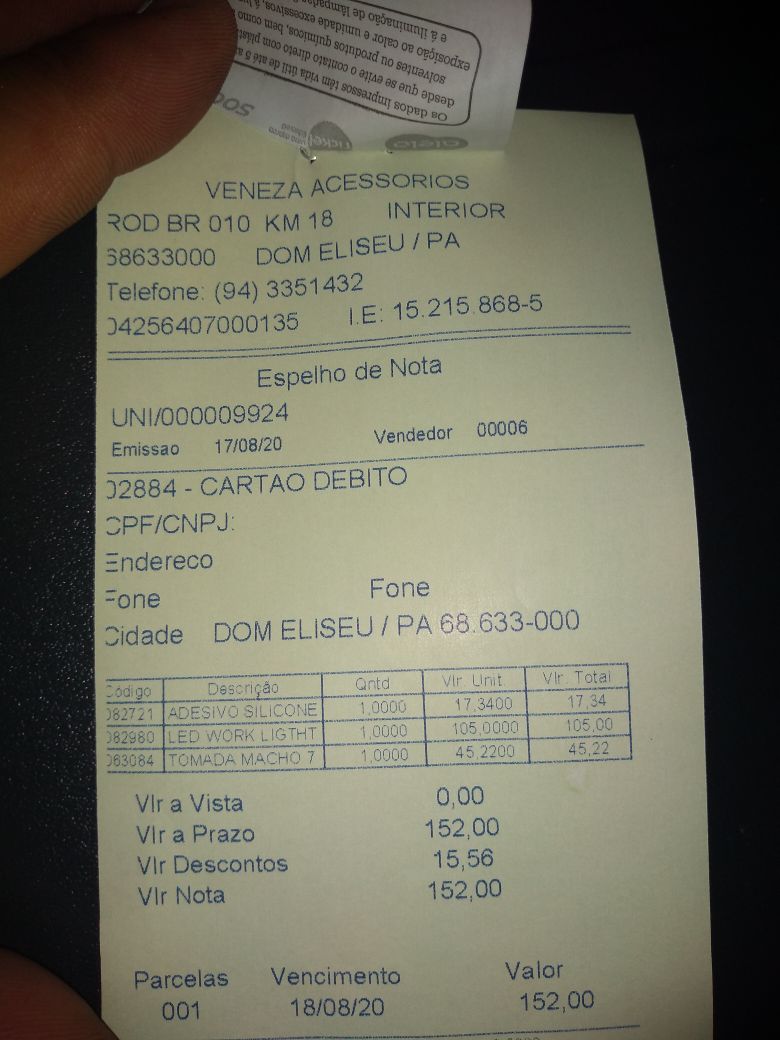 Os dados impressos têm vida útil de até 5 a
desde que se evite o contato direto com plást
solventes ou produtos químicos, bem como
exposição ao calor e umidade excessivos, á lu
e á iluminação de lâmpadas
alelo
VENEZA ACESSORIOS
ROD BR 010 KM 18 INTERIOR
68633000 DOM ELISEU / PA
Telefone: (94) 3351432
04256407000135 I.E: 15.215.868-5
Espelho de Nota
UNI/000009924
Emissao 17/08/20 Vendedor 00006
02884 - CARTAO DEBITO
CPF/CNPJ:
Endereco
Fone Fone
Cidade DOM ELISEU / PA 68.633-000
Código Descrição Qntd Vlr. Unit. Vlr. Total
082721 ADESIVO SILICONE 1,0000 17,3400 17,34
082980 LED WORK LIGTHT 1,0000 105,0000 105,00
063084 TOMADA MACHO 7 1,0000 45,2200 45,22
Vlr a Vista 0,00
Vlr a Prazo 152,00
Vlr Descontos 15,56
Vlr Nota 152,00
Parcelas Vencimento Valor
001 18/08/20 152,00